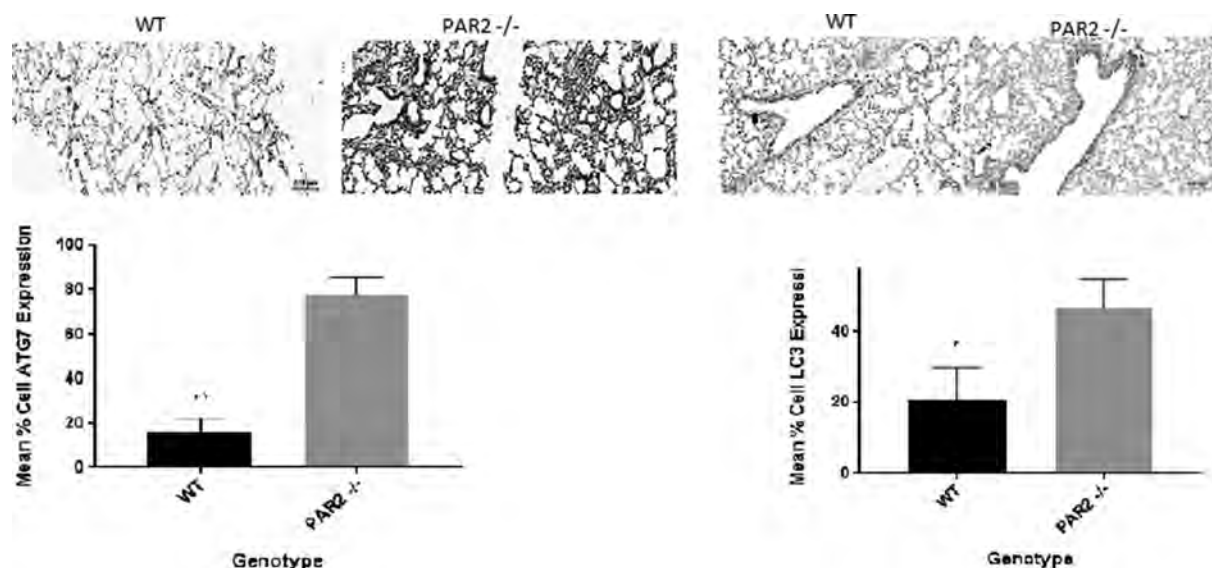 WT
PAR2 -/-
WT
PAR2 -/-
Mean % Cell ATG7 Expression
100
80
60
40
20
0
WT
PAR2 -/-
Genotype
Mean % Cell LC3 Expressi
40
20
0
WT
PAR2 -/-
Genotype